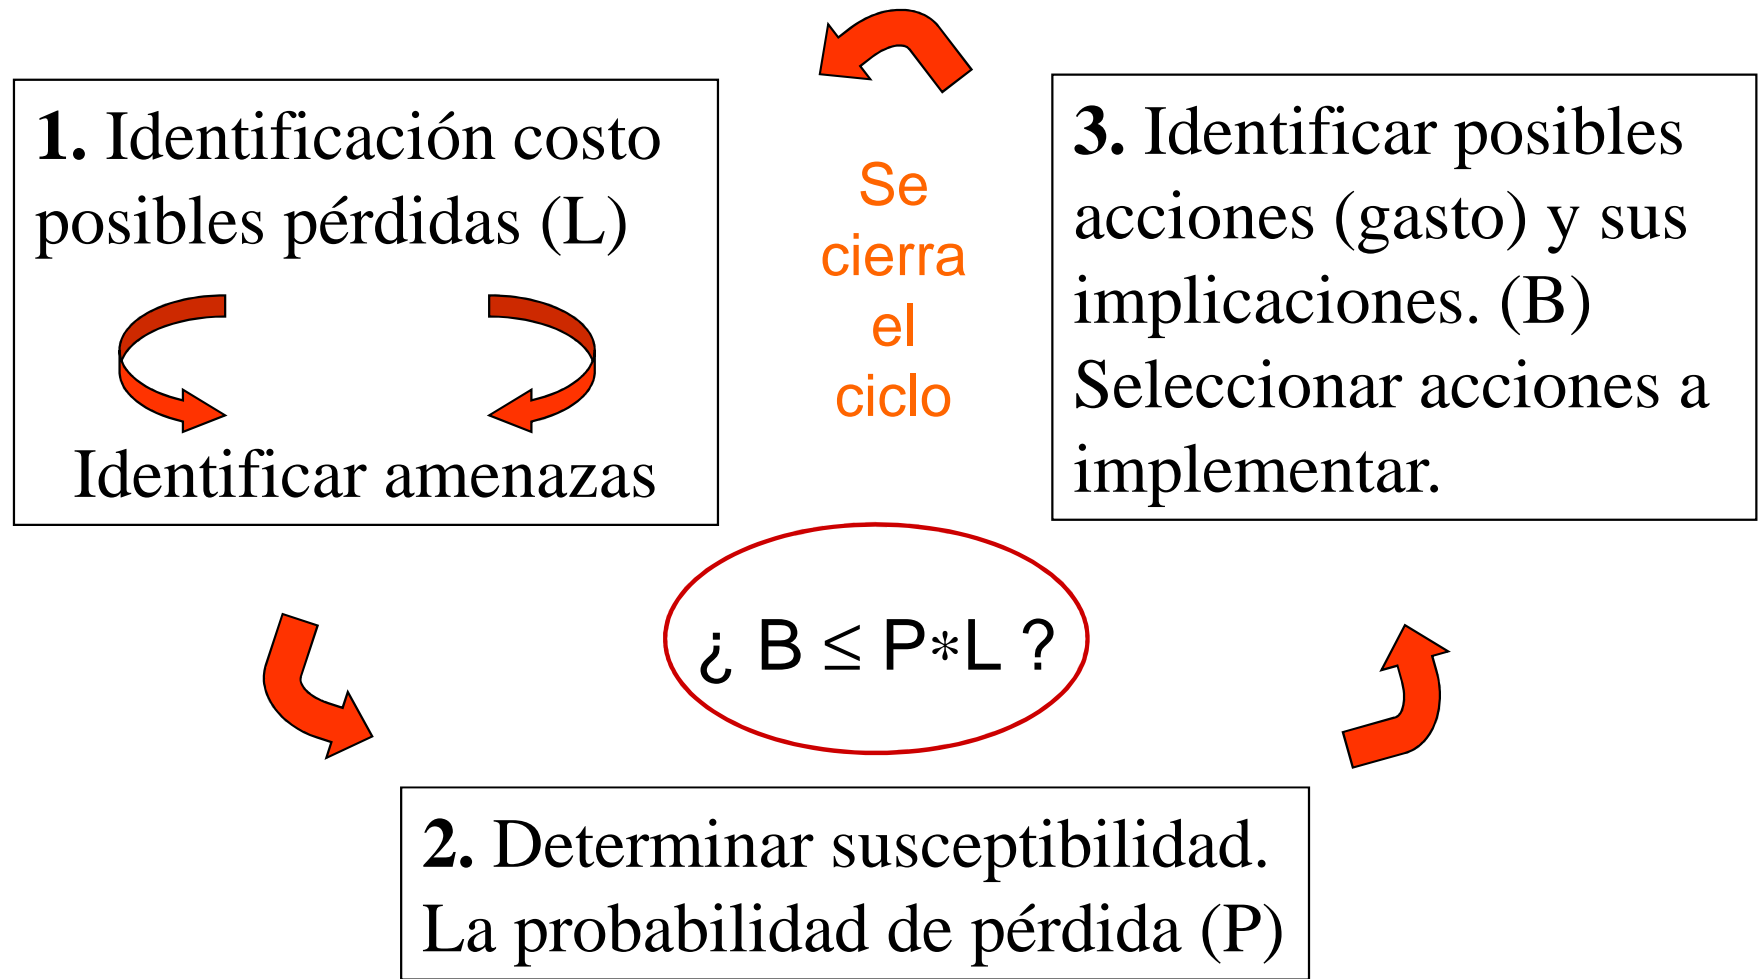 1. Identificación costo
posibles pérdidas (L)
Identificar amenazas
Se
cierra
el
ciclo
3. Identificar posibles
acciones (gasto) y sus
implicaciones. (B)
Seleccionar acciones a
implementar.
¿ B ≤ P*L ?
2. Determinar susceptibilidad.
La probabilidad de pérdida (P)